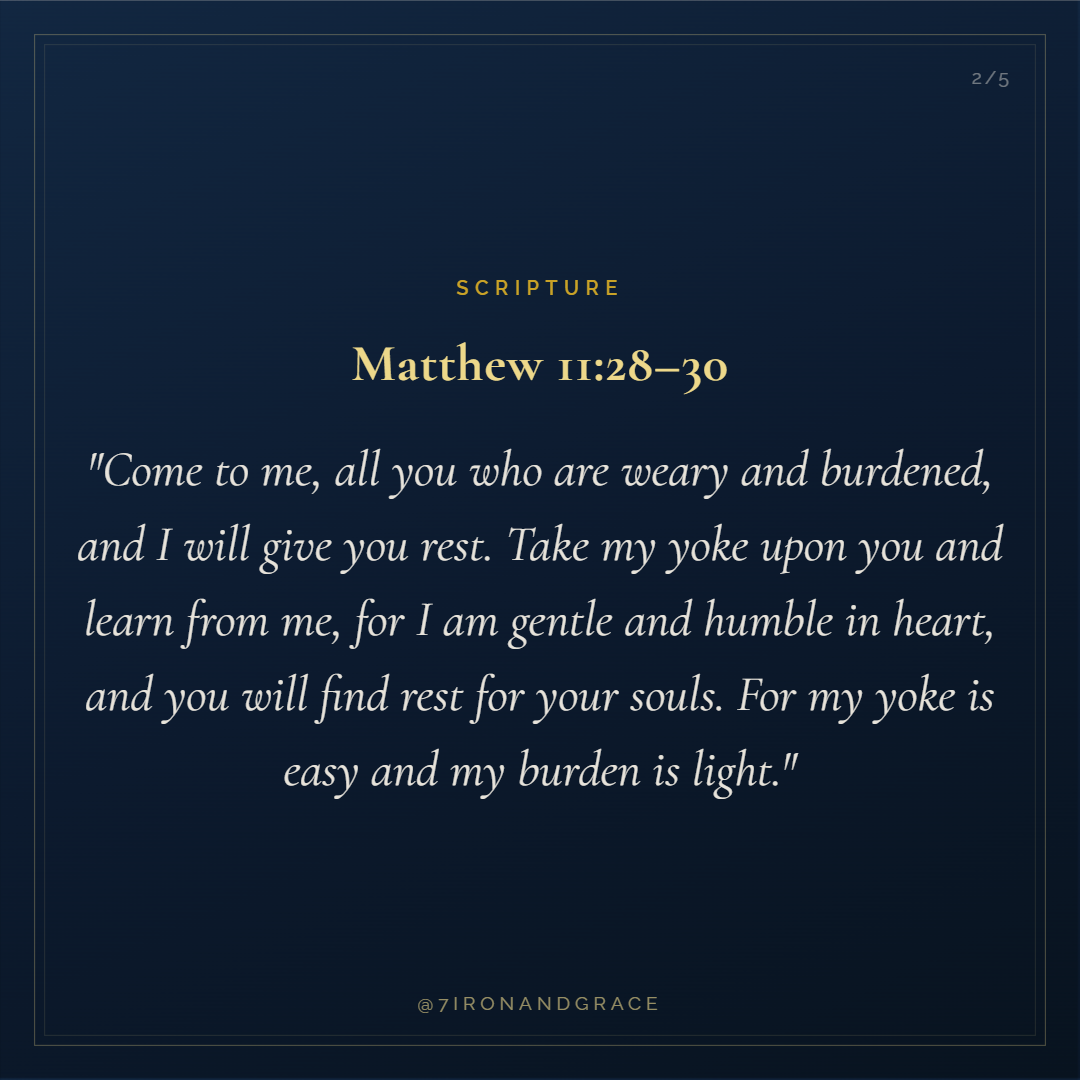 2/5
SCRIPTURE
Matthew 11:28–30
"Come to me, all you who are weary and burdened,
and I will give you rest. Take my yoke upon you and
learn from me, for I am gentle and humble in heart,
and you will find rest for your souls. For my yoke is
easy and my burden is light."
@7IRONANDGRACE